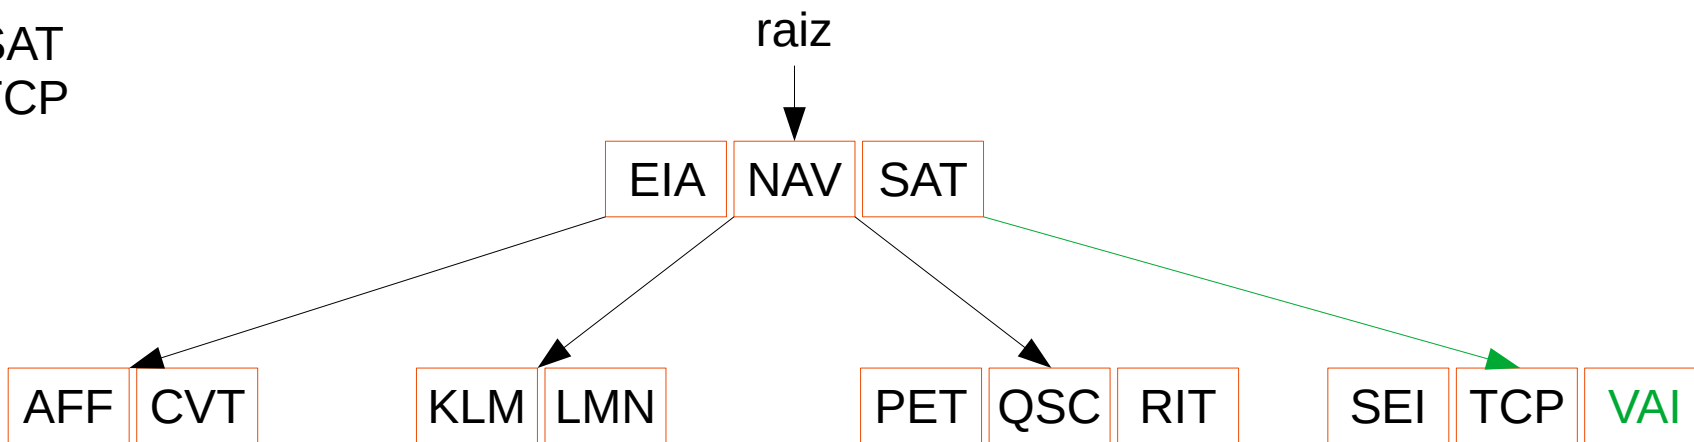 raiz
SAT
TCP
EIA NAV SAT
AFF CVT KLM LMN PET QSC RIT SEI TCP VAI